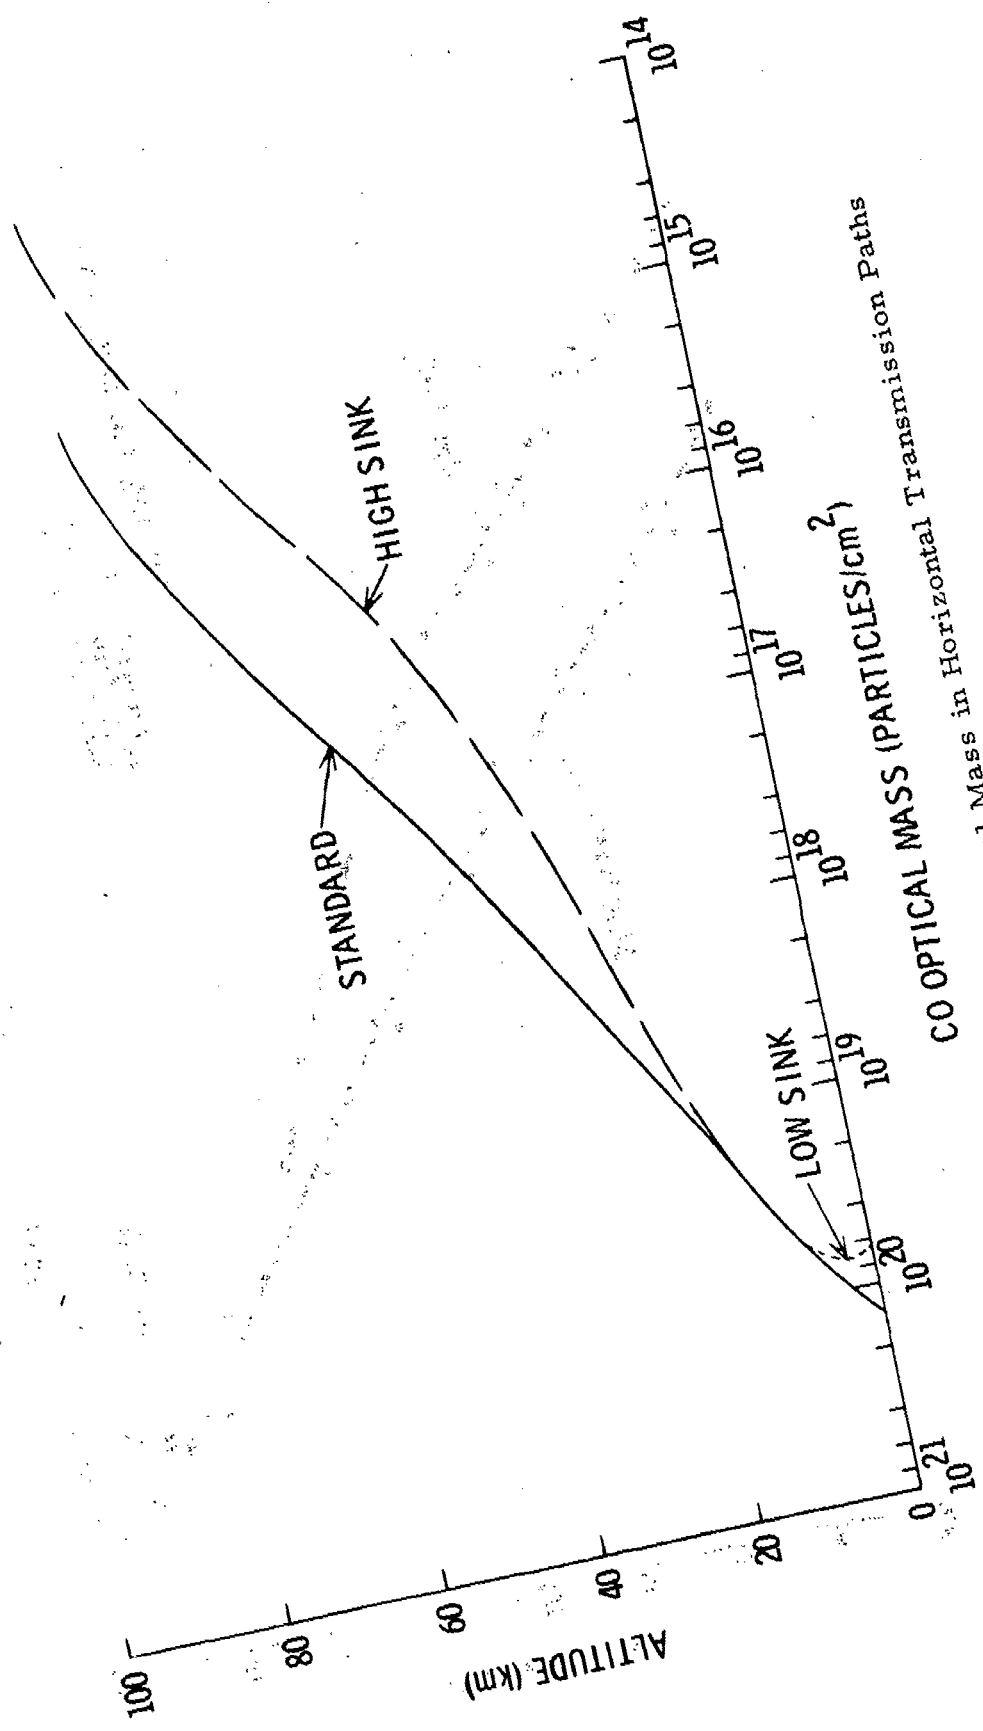 ALTITUDE (km)
100
80
60
40
20
0
STANDARD
HIGH SINK
LOW SINK
10^21
10^20
10^19
10^18
10^17
10^16
10^15
10^14
CO OPTICAL MASS (PARTICLES/cm^2)
Mass in Horizontal Transmission Paths